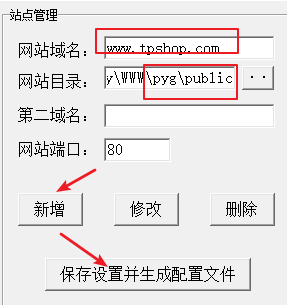 站点管理
网站域名： www.tpshop.com
网站目录： y\WWW\pyg\public ..
第二域名：
网站端口： 80
新增 修改 删除
保存设置并生成配置文件